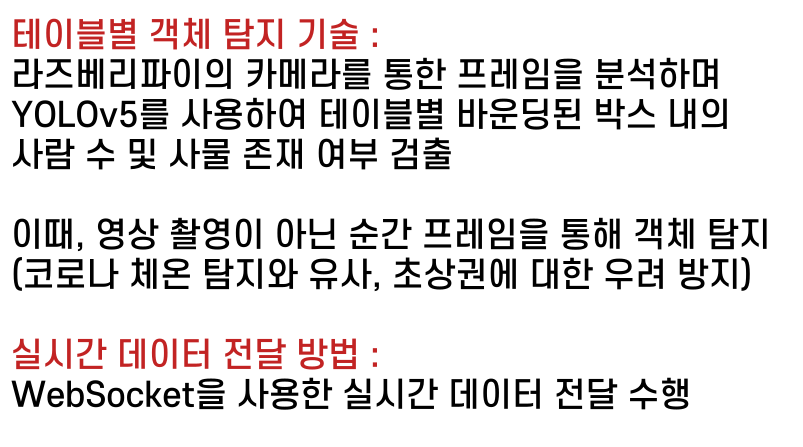 테이블별 객체 탐지 기술 :
라즈베리파이의 카메라를 통한 프레임을 분석하며
YOLOv5를 사용하여 테이블별 바운딩된 박스 내의
사람 수 및 사물 존재 여부 검출
이때, 영상 촬영이 아닌 순간 프레임을 통해 객체 탐지
(코로나 체온 탐지와 유사, 초상권에 대한 우려 방지)
실시간 데이터 전달 방법 :
WebSocket을 사용한 실시간 데이터 전달 수행